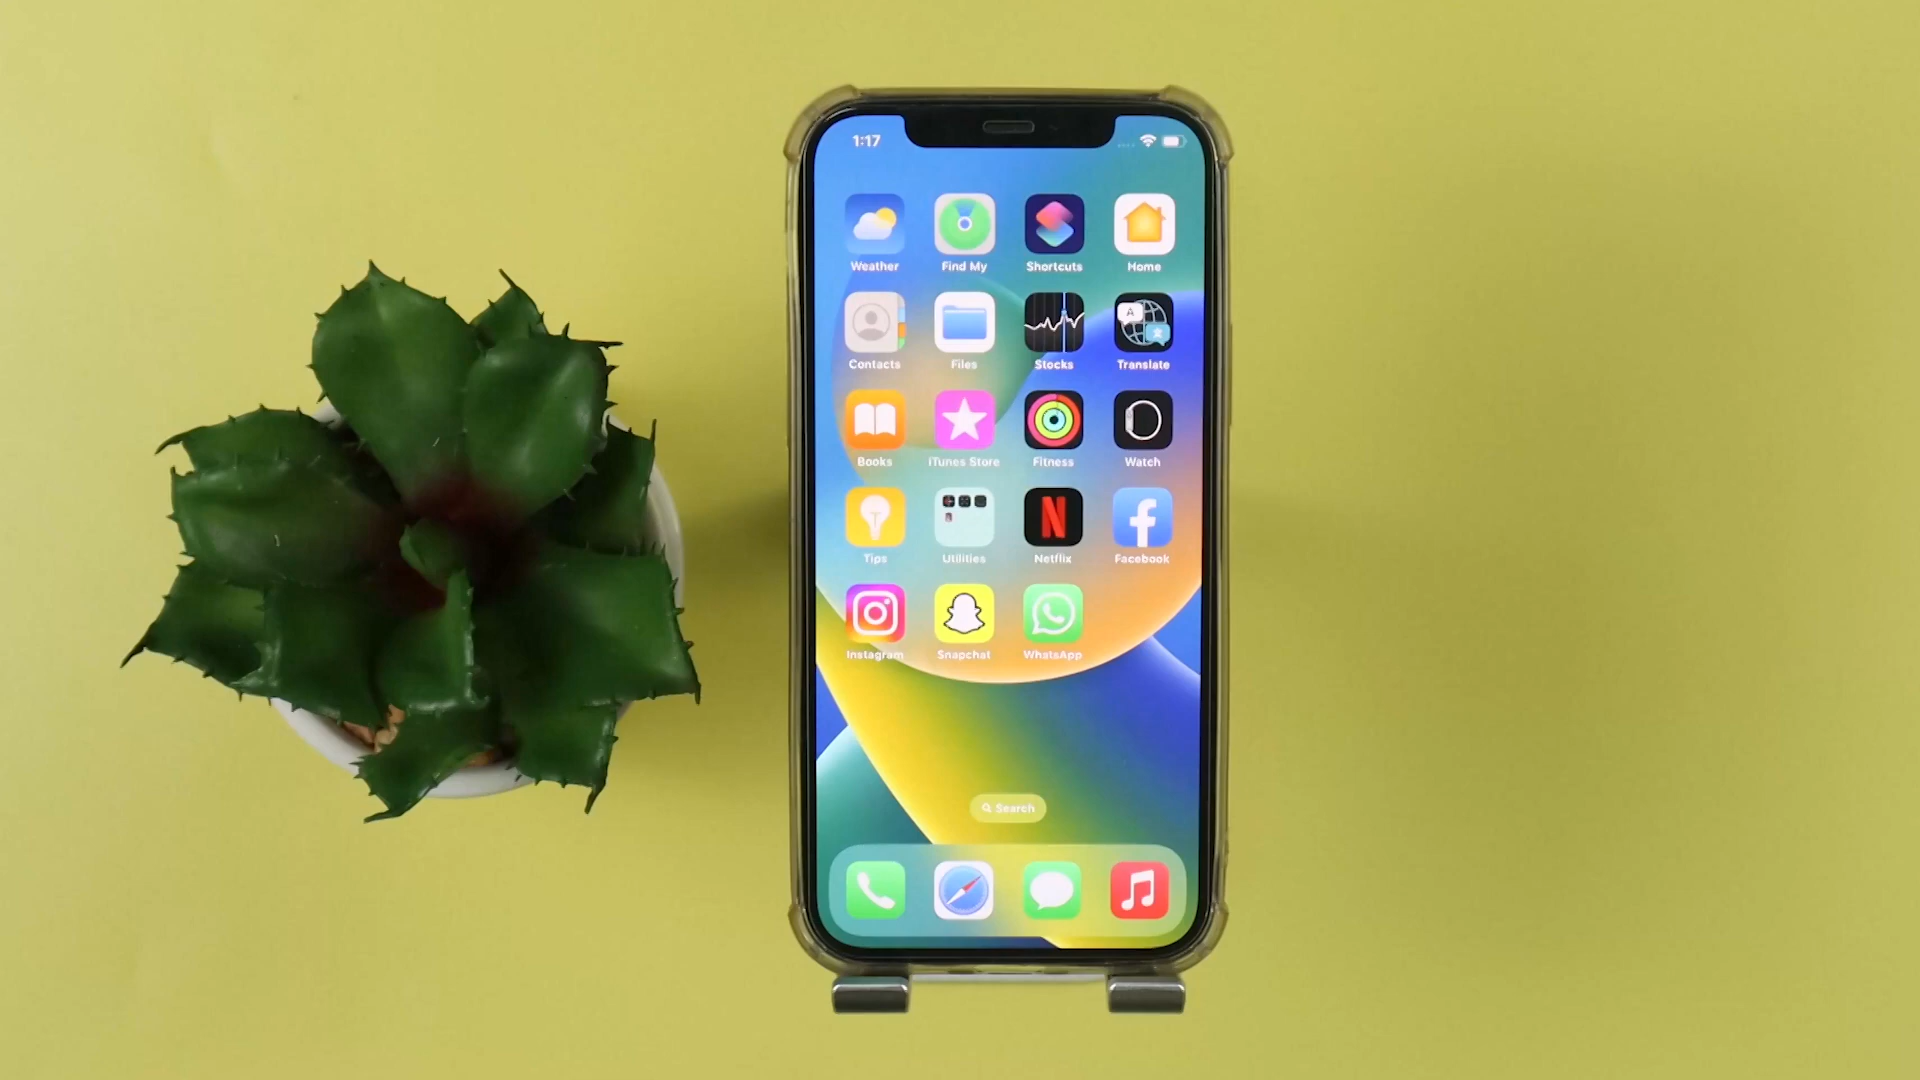 1:17
Weather Find My Shortcuts Home
A
Contacts Files Stocks Translate
Books iTunes Store Fitness Watch
N
f
Tips Utilities Netflix Facebook
Instagram Snapchat WhatsApp
Search